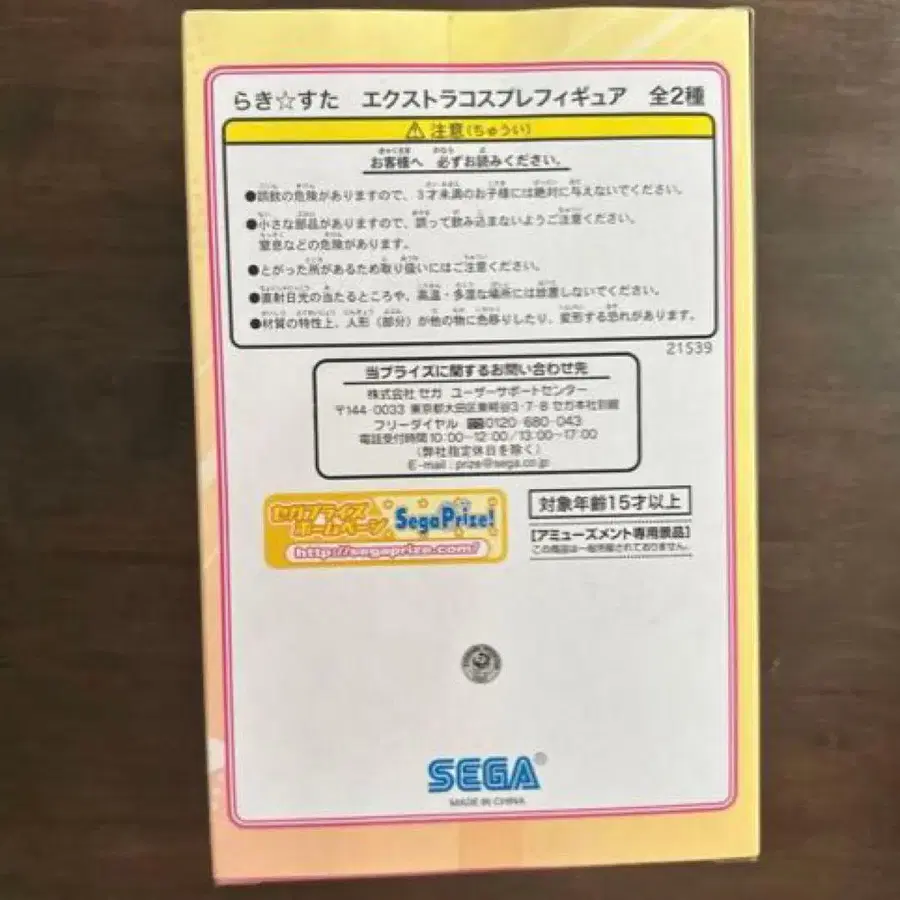 らき☆すた エクストラコスプレフィギュア 全2種
⚠注意(ちゅうい)
お客様へ 必ずお読みください。
●誤飲の危険がありますので、3才未満のお子様には絶対に与えないでください。
●小さな部品がありますので、誤って飲み込まないようご注意ください。
窒息などの危険があります。
●とがった所があるため取り扱いにはご注意ください。
●直射日光の当たるところや、高温・多湿な場所には放置しないでください。
●材質の特性上、人形(部分)が他の物に色移りしたり、変形する恐れがあります。
21539
当プライズに関するお問い合わせ先
株式会社 セガ ユーザーサポートセンター
〒144-0033 東京都大田区東糀谷3-7-8 セガ本社別館
フリーダイヤル 0120-680-043
電話受付時間 10:00~12:00/13:00~17:00
(弊社指定休日を除く)
E-mail:prize@sega.co.jp
セガプライズ
ホームページ
SegaPrize!
http://segaprize.com/
対象年齢15才以上
[アミューズメント専用景品]
この商品は一般売販されておりません。
SEGA®
MADE IN CHINA